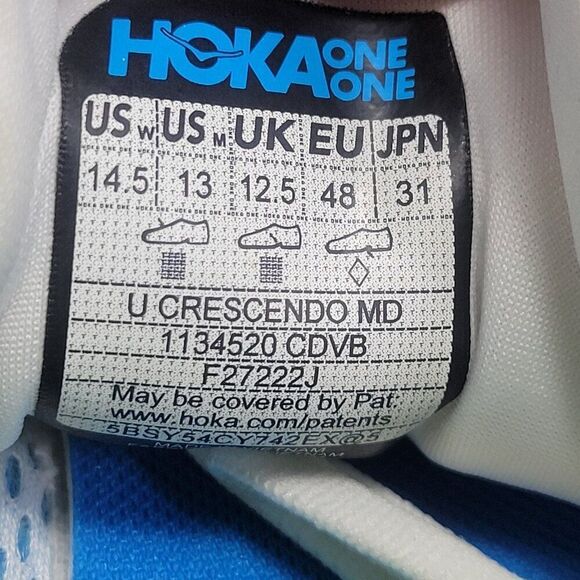 HOKA ONE ONE
US W US M UK EU JPN
14.5 13 12.5 48 31
U CRESCENDO MD
1134520 CDVB
F27222J
May be covered by Pat:
www.hoka.com/patents
5BSY54CY742EX@5